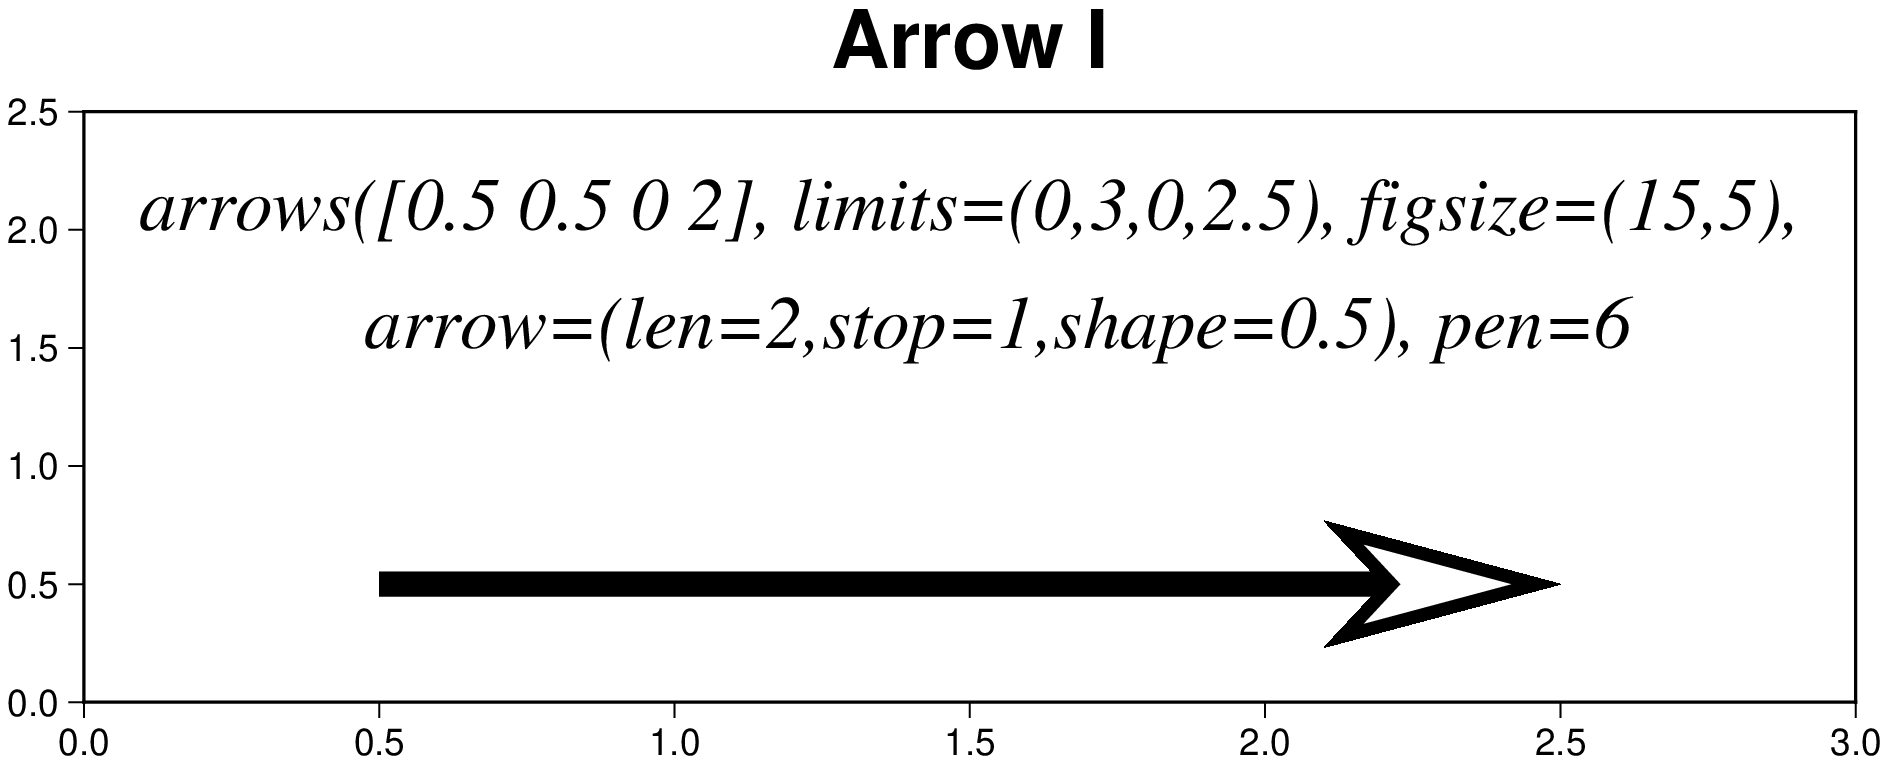 Arrow I
2.5
arrows([0.5 0.5 0 2], limits=(0,3,0,2.5), figsize=(15,5),
2.0
arrow=(len=2,stop=1,shape=0.5), pen=6
1.5
1.0
0.5
0.0
0.0 0.5 1.0 1.5 2.0 2.5 3.0